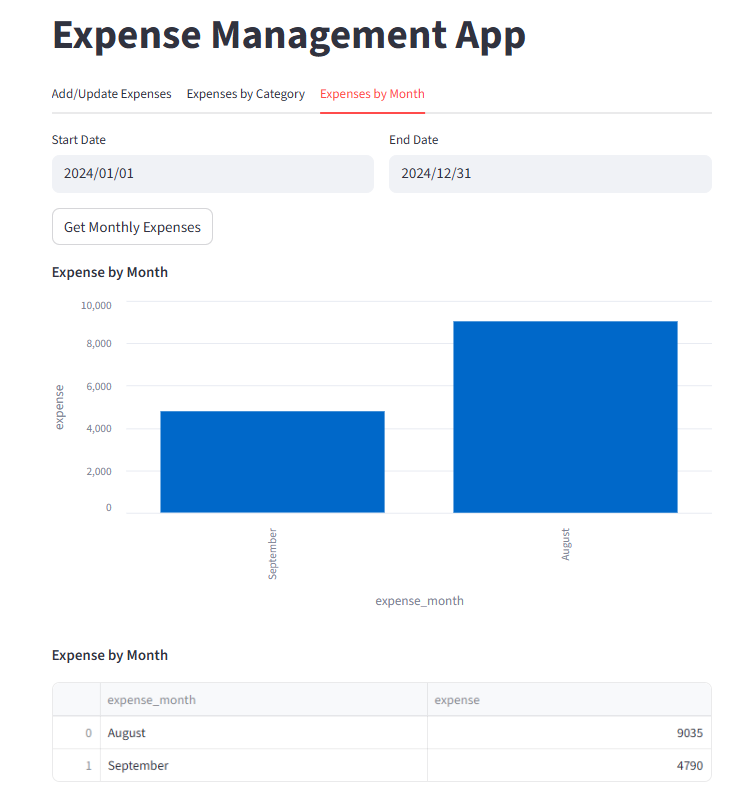 Expense Management App
Add/Update Expenses Expenses by Category Expenses by Month
Start Date End Date
2024/01/01 2024/12/31
Get Monthly Expenses
Expense by Month
10,000
8,000
6,000
expense
4,000
2,000
0
September August
expense_month
Expense by Month
expense_month expense
0 August 9035
1 September 4790